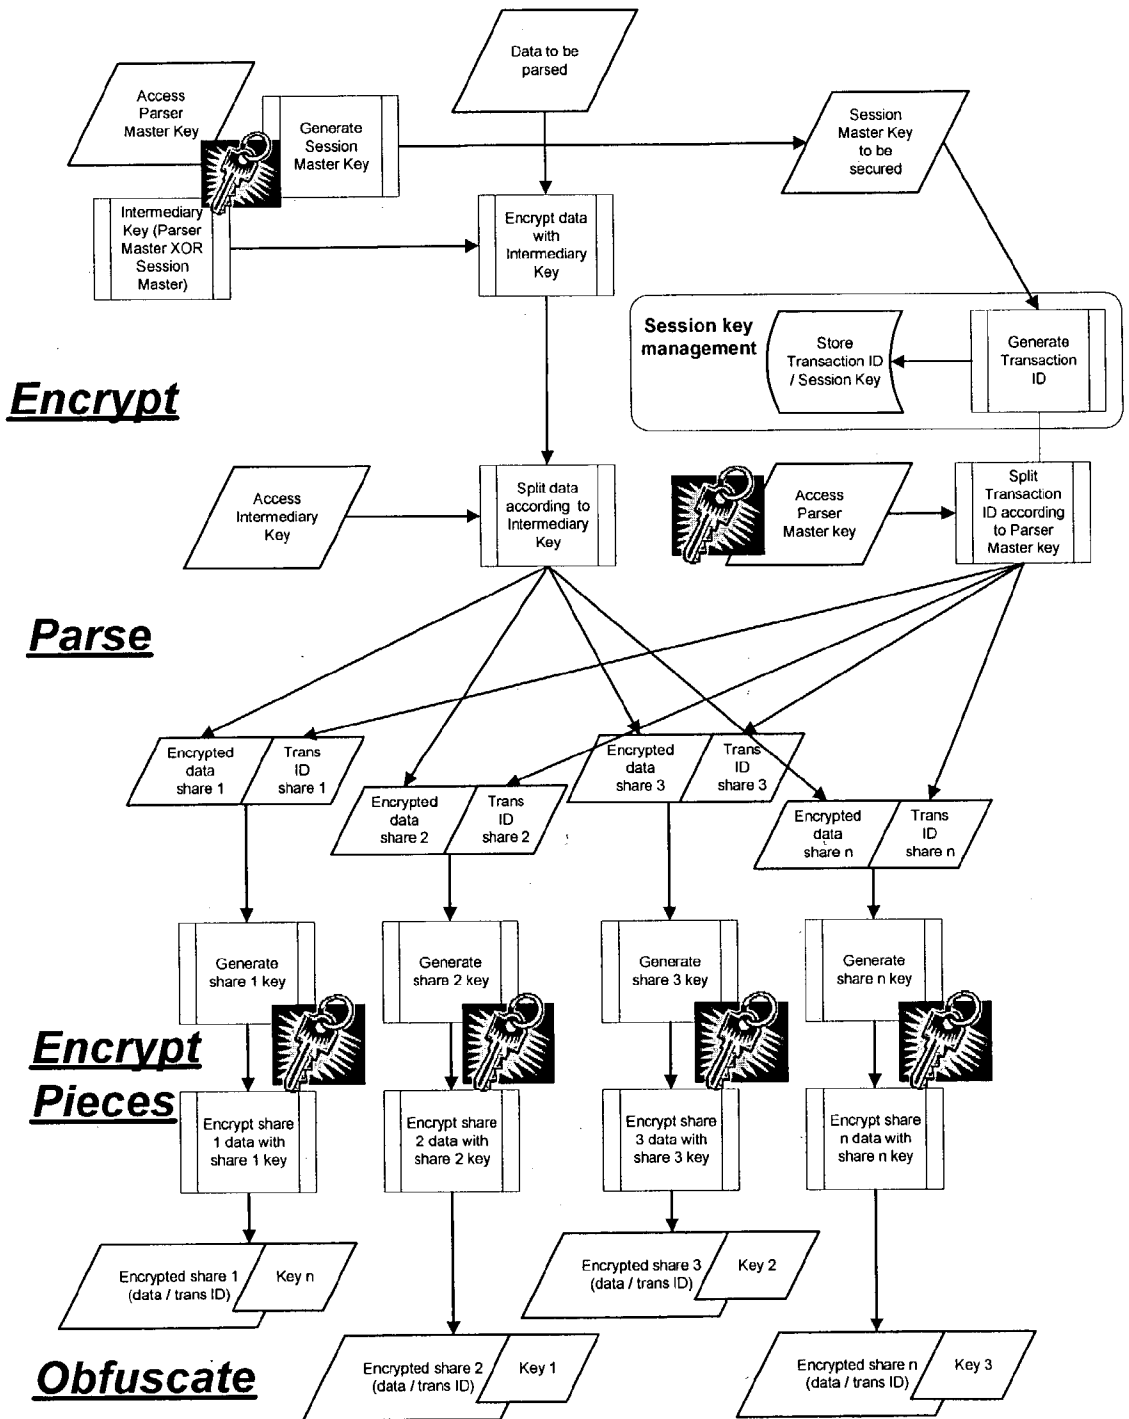 Data to be
parsed
Access
Parser
Master Key
Generate
Session
Master Key
Session
Master Key
to be
secured
Intermediary
Key (Parser
Master XOR
Session
Master)
Encrypt data
with
Intermediary
Key
Session key
management
Store
Transaction ID
/ Session Key
Generate
Transaction
ID
Encrypt
Access
Intermediary
Key
Split data
according to
Intermediary
Key
Access
Parser
Master key
Split
Transaction
ID according
to Parser
Master key
Parse
Encrypted
data
share 1
Trans
ID
share 1
Encrypted
data
share 2
Trans
ID
share 2
Encrypted
data
share 3
Trans
ID
share 3
Encrypted
data
share n
Trans
ID
share n
Generate
share 1 key
Generate
share 2 key
Generate
share 3 key
Generate
share n key
Encrypt
Pieces
Encrypt share
1 data with
share 1 key
Encrypt share
2 data with
share 2 key
Encrypt share
3 data with
share 3 key
Encrypt share
n data with
share n key
Encrypted share 1
(data / trans ID)
Key n
Encrypted share 3
(data / trans ID)
Key 2
Obfuscate
Encrypted share 2
(data / trans ID)
Key 1
Encrypted share n
(data / trans ID)
Key 3